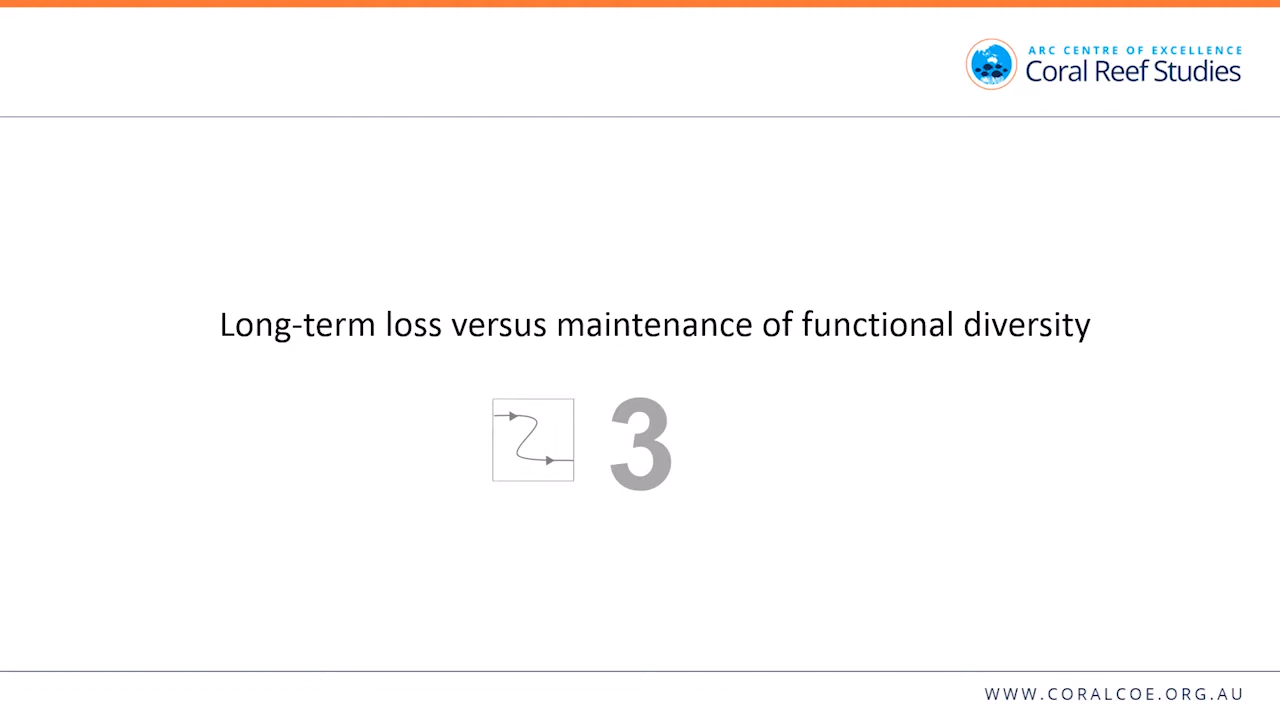 ARC CENTRE OF EXCELLENCE
Coral Reef Studies
Long-term loss versus maintenance of functional diversity
3
WWW.CORALCOE.ORG.AU